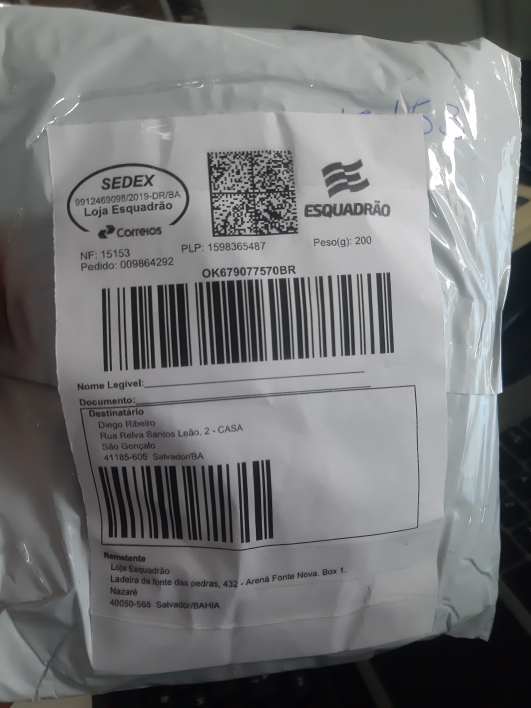 153
SEDEX
9912469098/2019-DR/BA
Loja Esquadrão
Correios
ESQUADRÃO
NF: 15153
PLP: 1598365487
Peso(g): 200
Pedido: 009864292
OK679077570BR
Nome Legível:
Documento:
Destinatário
Diego Ribeiro
Rua Relva Santos Leão, 2 - CASA
São Gonçalo
41185-605 Salvador/BA
Remetente
Loja Esquadrão
Ladeira da fonte das pedras, 432 - Arena Fonte Nova. Box 1.
Nazaré
40050-565 Salvador/BAHIA